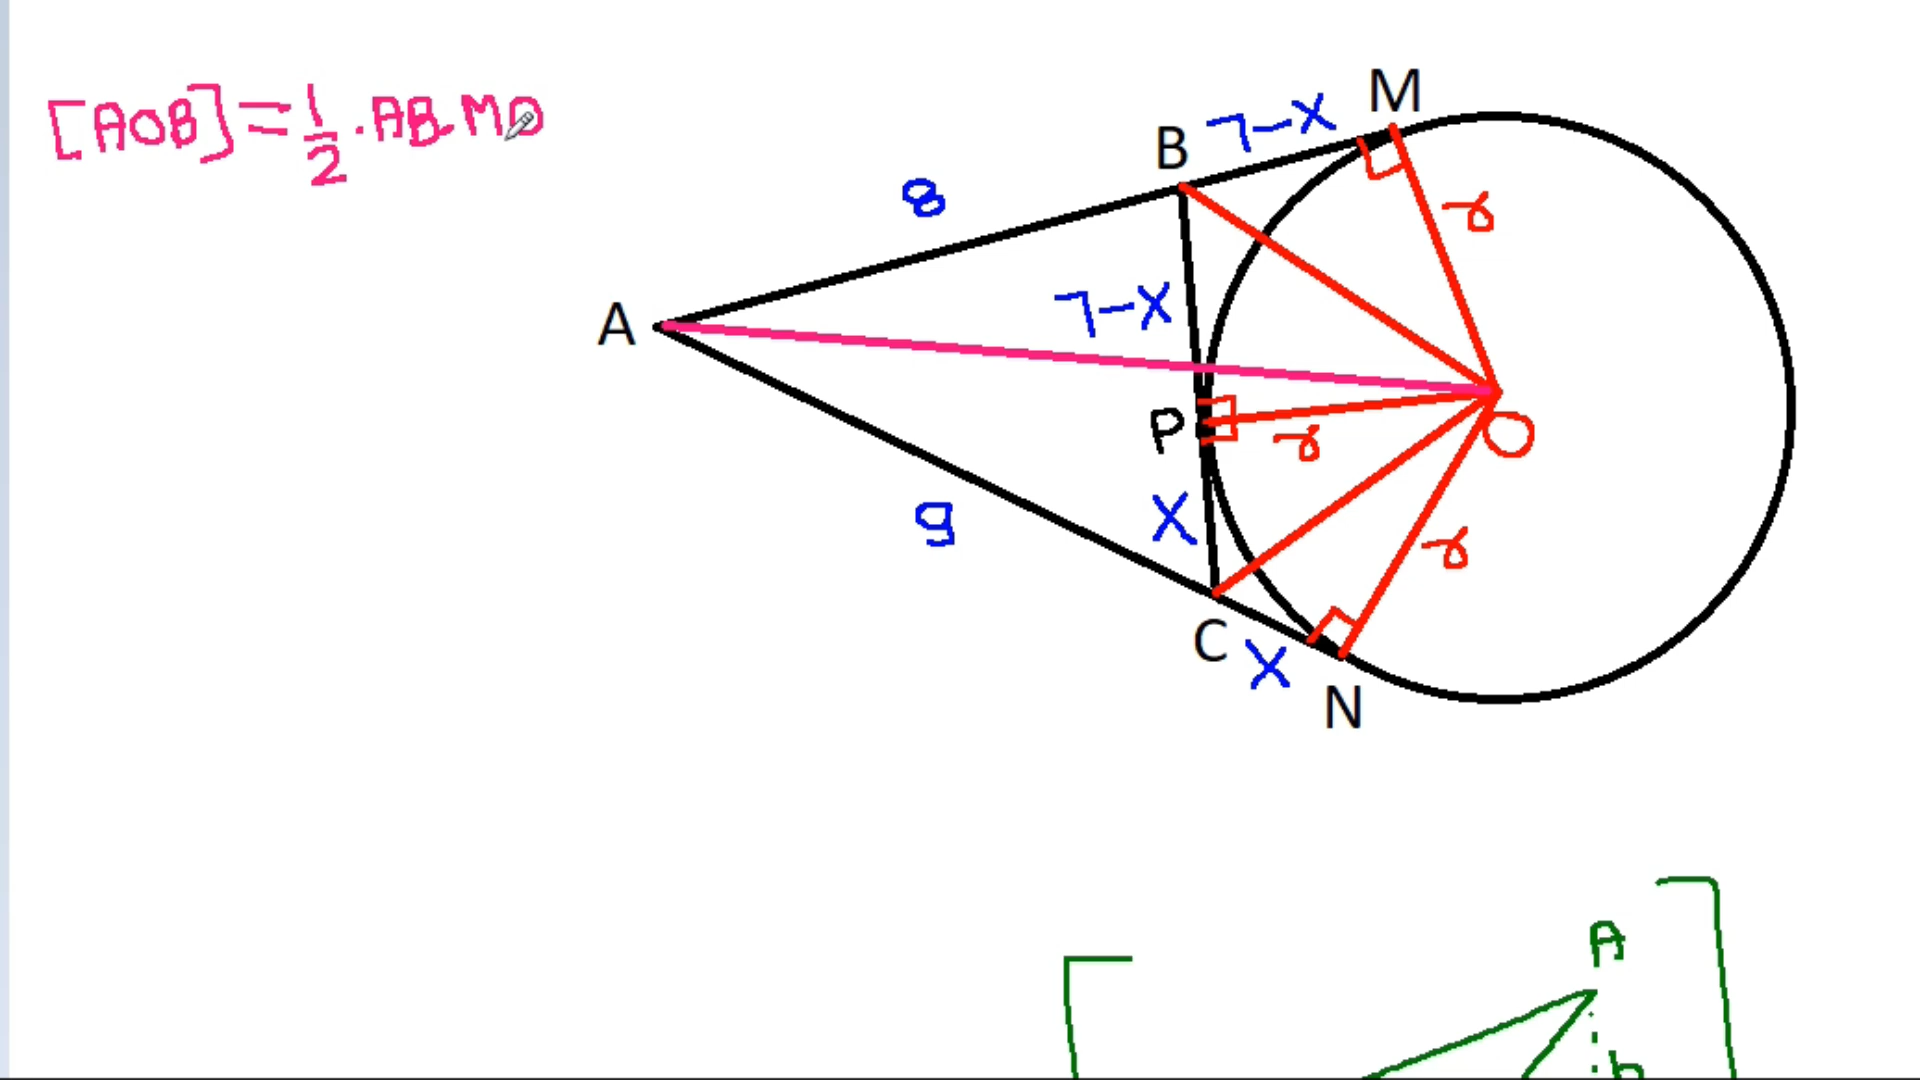 [AOB] = 1/2 . AB.MO
M
7-x
B
r
8
A
7-x
P
r
O
x
9
r
C
x
N
A
h